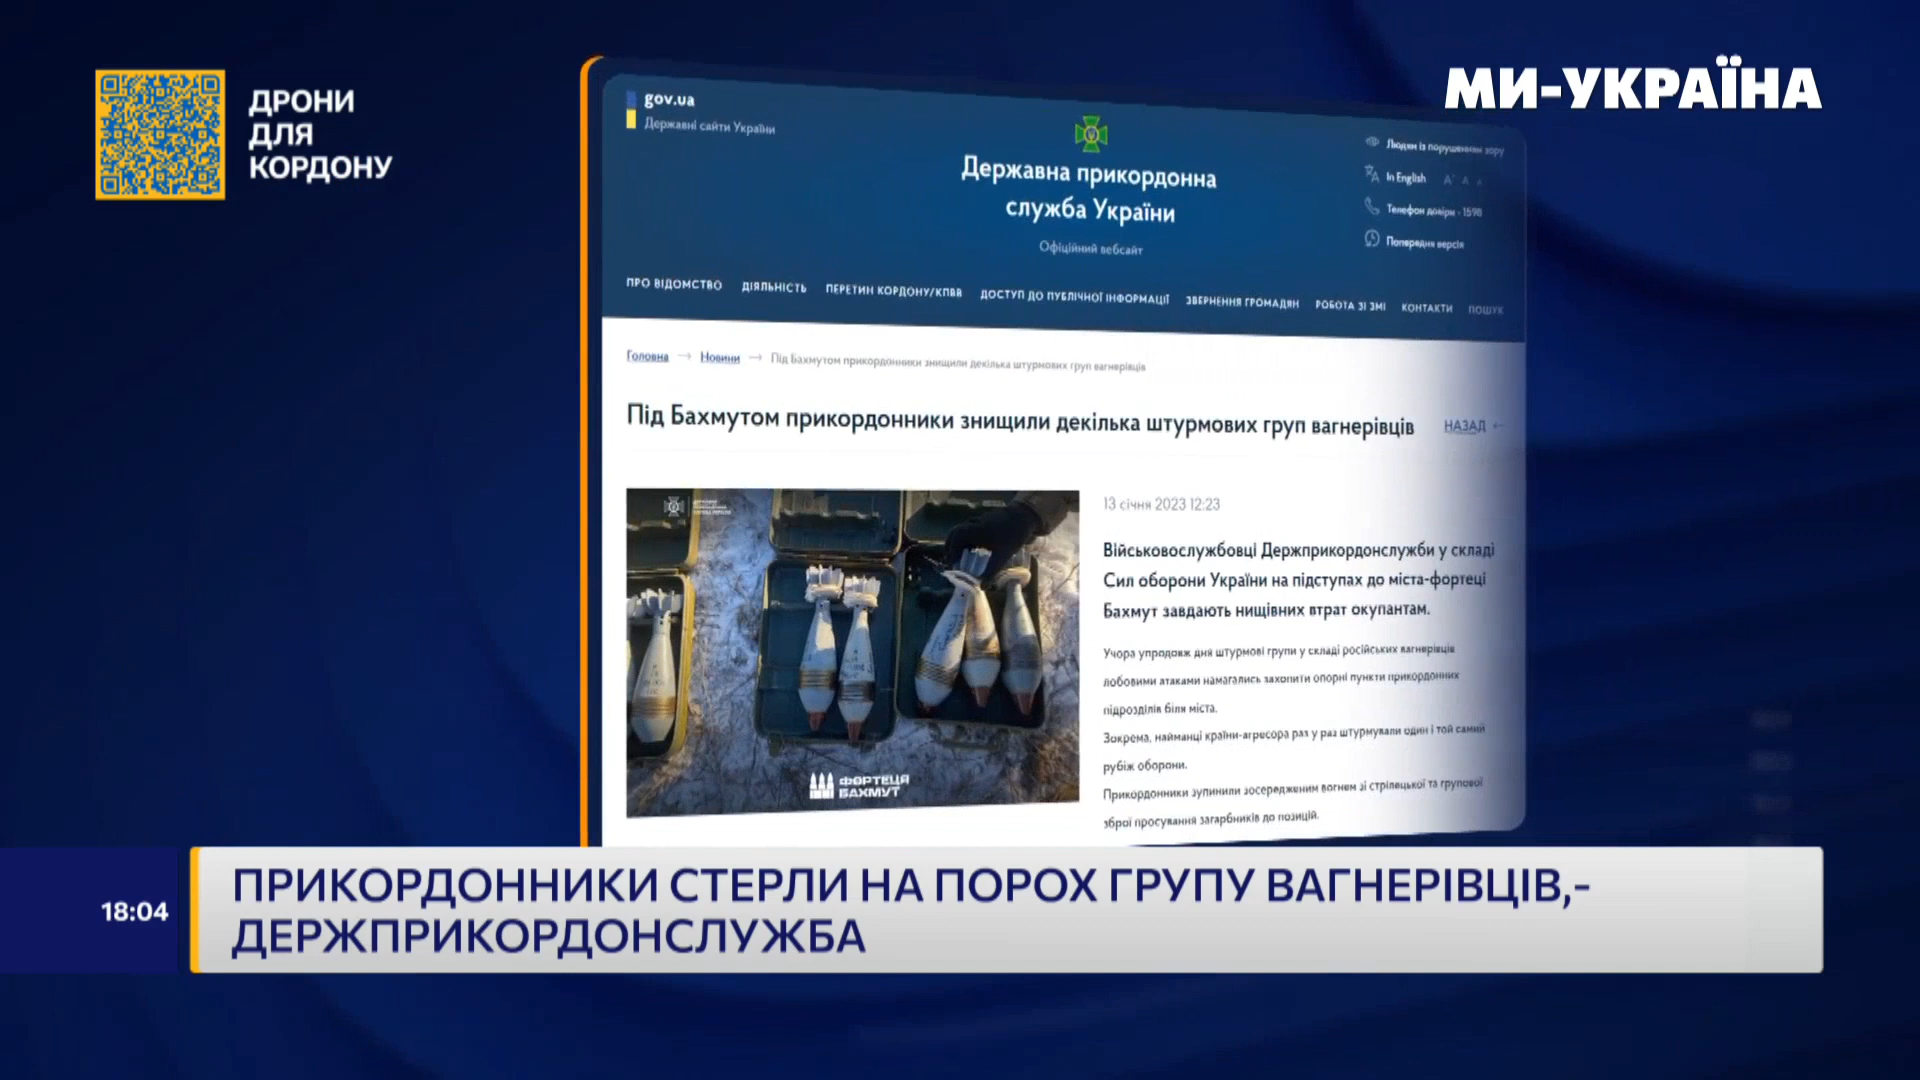 ДРОНИ
ДЛЯ
КОРДОНУ
МИ-УКРАЇНА
gov.ua
Державні сайти України
Державна прикордонна
служба України
Офіційний вебсайт
Людям із порушенням зору
In English A+ A A
Телефон довіри - 1598
Попередня версія
ПРО ВІДОМСТВО ДІЯЛЬНІСТЬ ПЕРЕТИН КОРДОНУ/КПВВ ДОСТУП ДО ПУБЛІЧНОЇ ІНФОРМАЦІЇ ЗВЕРНЕННЯ ГРОМАДЯН РОБОТА ЗІ ЗМІ КОНТАКТИ ПОШУК
Головна → Новини → Під Бахмутом прикордонники знищили декілька штурмових груп вагнерівців
Під Бахмутом прикордонники знищили декілька штурмових груп вагнерівців
НАЗАД ←
13 січня 2023 12:23
Військовослужбовці Держприкордонслужби у складі
Сил оборони України на підступах до міста-фортеці
Бахмут завдають нищівних втрат окупантам.
Учора упродовж дня штурмові групи у складі російських вагнерівців
лобовими атаками намагались захопити опорні пункти прикордонних
підрозділів біля міста.
Зокрема, найманці країни-агресора раз у раз штурмували один і той самий
рубіж оборони.
Прикордонники зупинили зосередженим вогнем зі стрілецької та групової
зброї просування загарбників до позицій.
ФОРТЕЦЯ
БАХМУТ
18:04
ПРИКОРДОННИКИ СТЕРЛИ НА ПОРОХ ГРУПУ ВАГНЕРІВЦІВ,-
ДЕРЖПРИКОРДОНСЛУЖБА